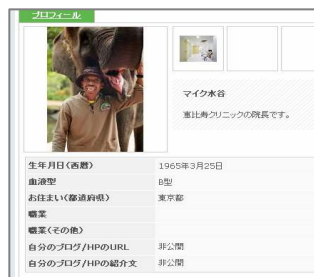 プロフィール
マイク水谷
恵比寿クリニックの院長です。
生年月日(西暦) 1965年3月25日
血液型 B型
お住まい(都道府県) 東京都
職業
職業(その他)
自分のブログ/HPのURL 非公開
自分のブログ/HPの紹介文 非公開